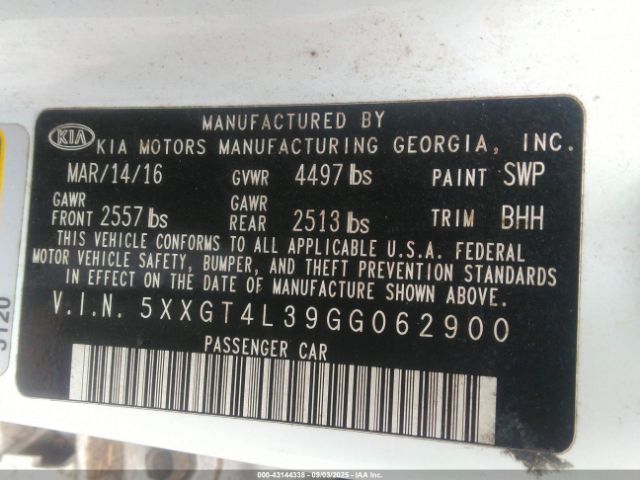 MANUFACTURED BY
KIA KIA MOTORS MANUFACTURING GEORGIA, INC.
MAR/14/16 GVWR 4497 lbs PAINT SWP
GAWR FRONT 2557 lbs GAWR REAR 2513 lbs TRIM BHH
THIS VEHICLE CONFORMS TO ALL APPLICABLE U.S.A. FEDERAL
MOTOR VEHICLE SAFETY, BUMPER, AND THEFT PREVENTION STANDARDS
IN EFFECT ON THE DATE OF MANUFACTURE SHOWN ABOVE.
V.I.N. 5XXGT4L39GG062900
PASSENGER CAR
000-43144338 - 09/03/2025 - IAAI.COM